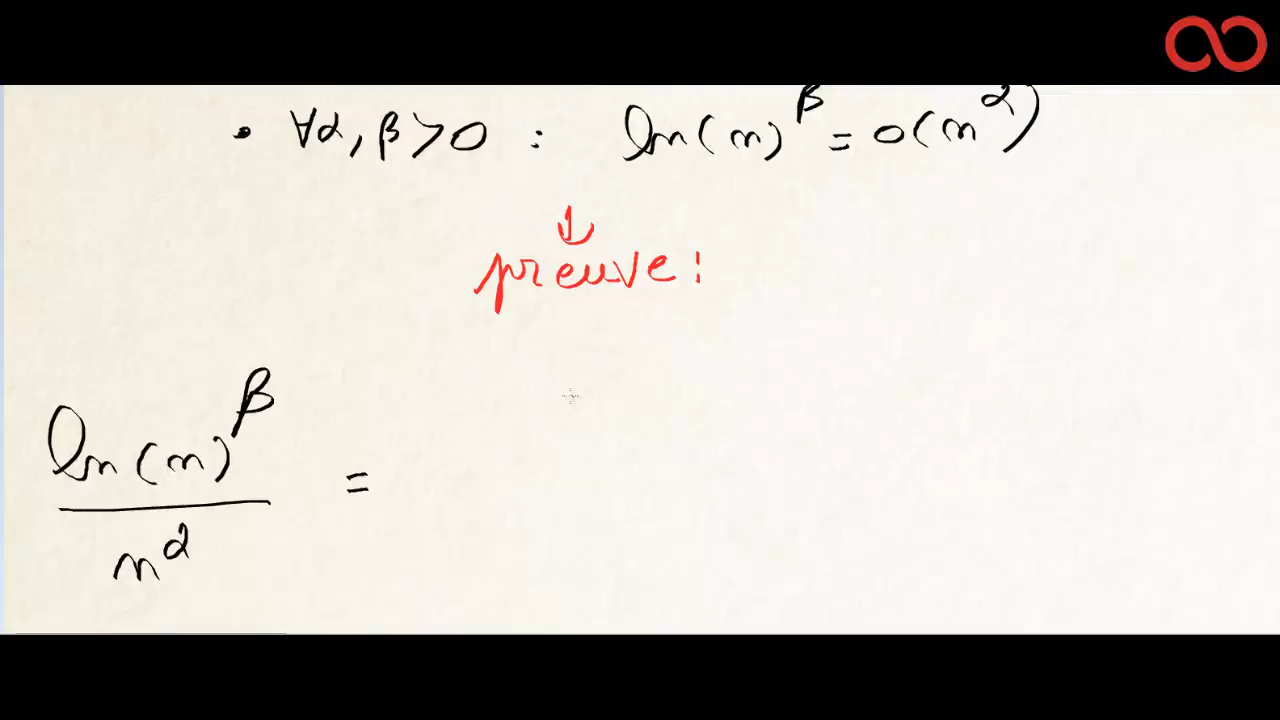 • ∀α, β > 0 : ln(n)^β = o(n^α)
preuve :
ln(n)^β / n^α =